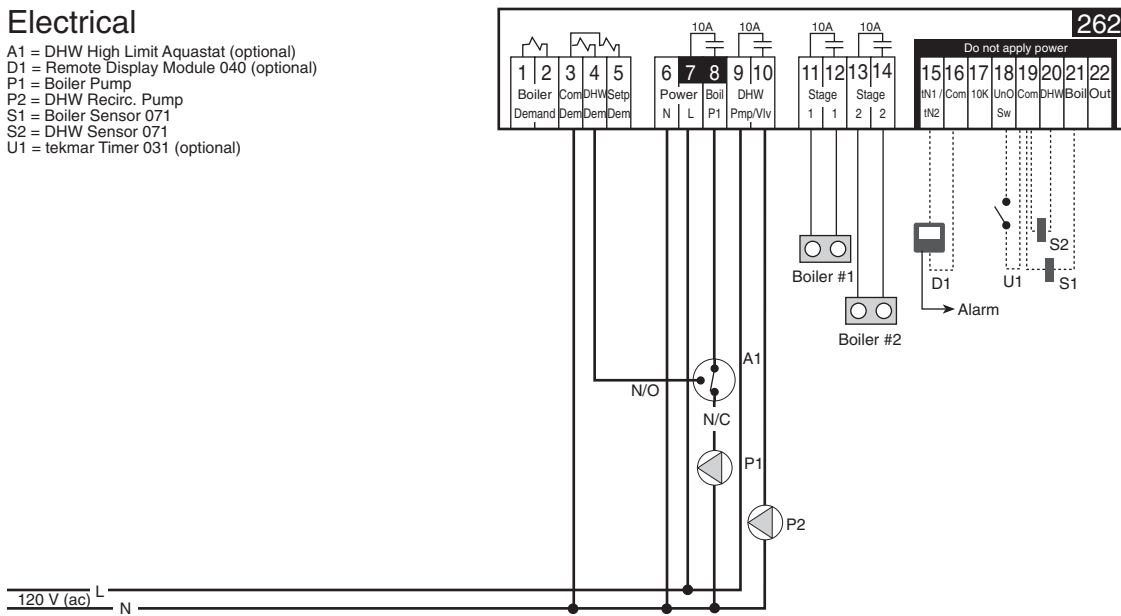 Electrical
A1 = DHW High Limit Aquastat (optional)
D1 = Remote Display Module 040 (optional)
P1 = Boiler Pump
P2 = DHW Recirc. Pump
S1 = Boiler Sensor 071
S2 = DHW Sensor 071
U1 = tekmar Timer 031 (optional)
262
10A 10A 10A 10A
Do not apply power
1 2 3 4 5 6 7 8 9 10 11 12 13 14 15 16 17 18 19 20 21 22
Boiler Com DHW Setp Power Boil DHW Stage Stage tN1 / Com 10K UnO Com DHW Boil Out
Demand Dem Dem Dem N L P1 Pmp/Vlv 1 1 2 2 tN2 Sw
S2
Boiler #1
D1
U1
S1
Alarm
Boiler #2
A1
N/O
N/C
P1
P2
L
120 V (ac)
N